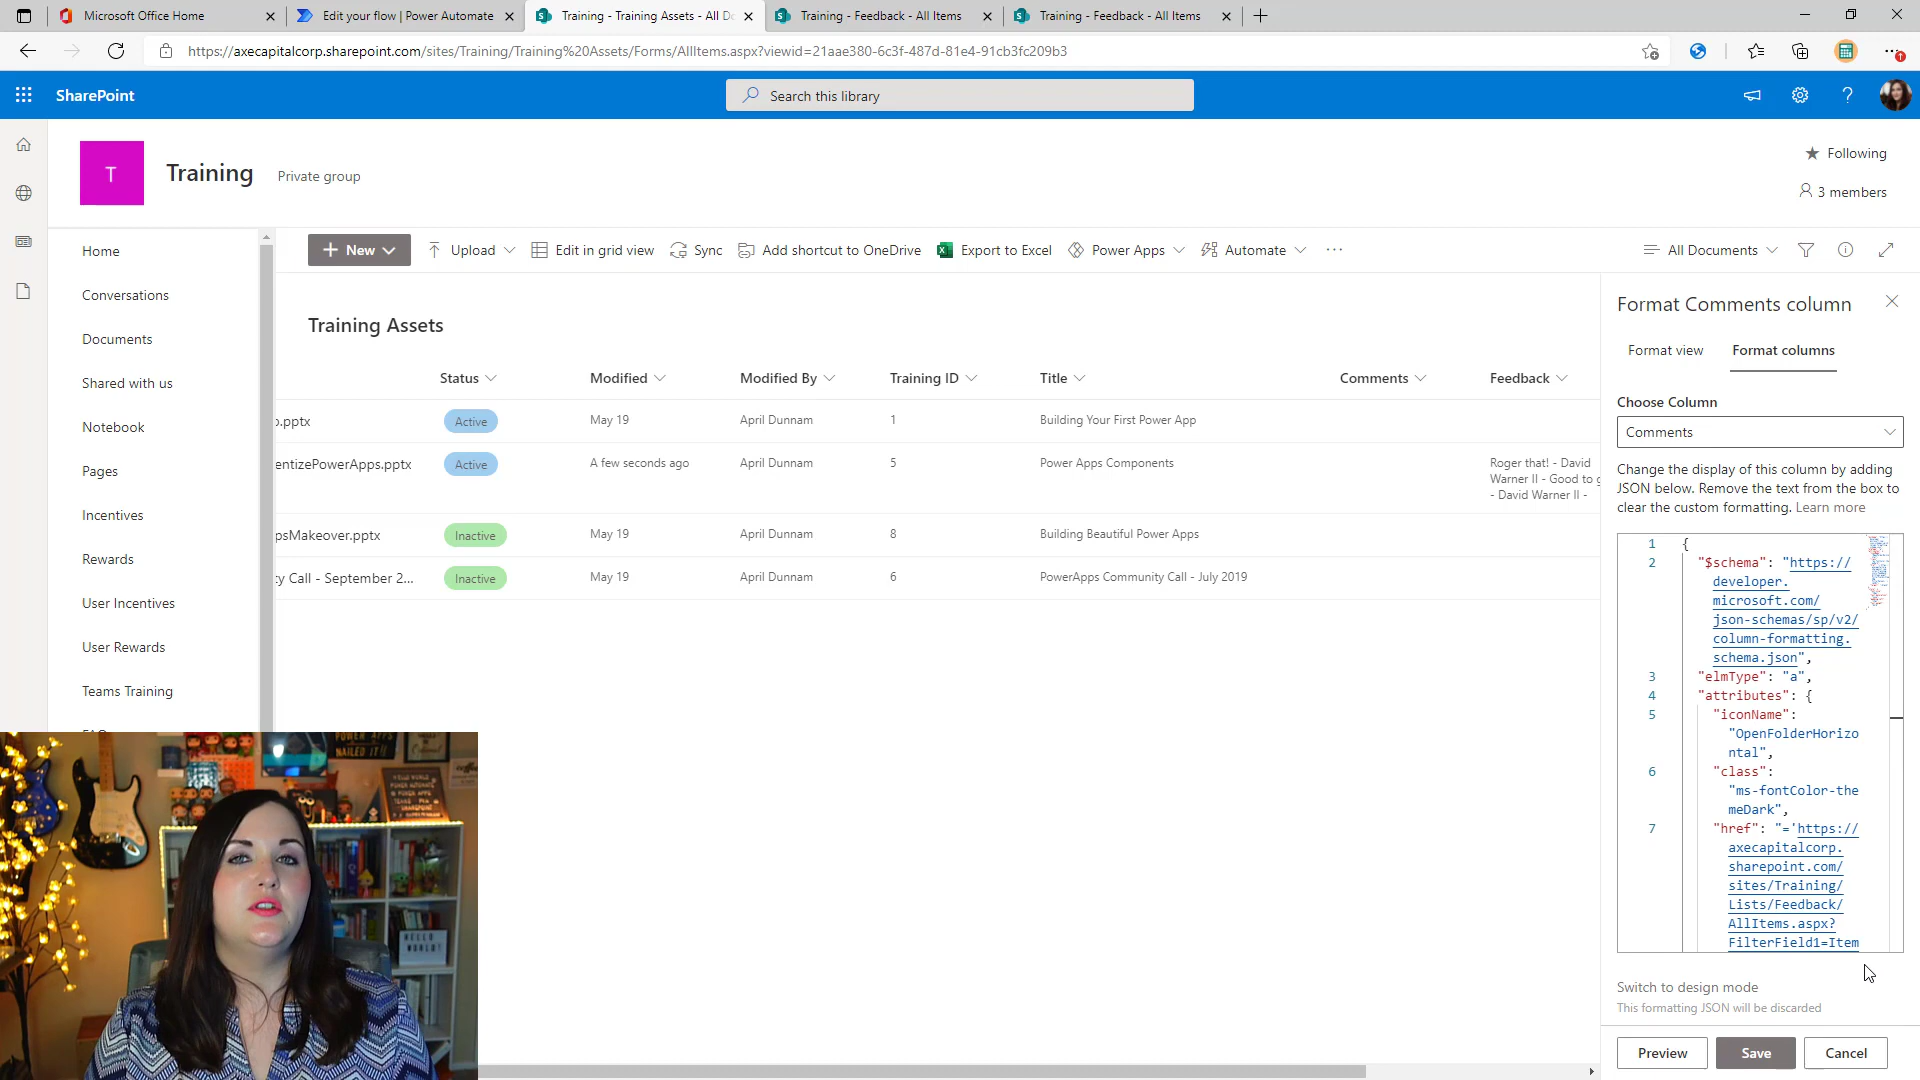 Microsoft Office Home
Edit your flow | Power Automate
Training - Training Assets - All Do
Training - Feedback - All Items
Training - Feedback - All Items
https://axecapitalcorp.sharepoint.com/sites/Training/Training%20Assets/Forms/AllItems.aspx?viewid=21aae380-6c3f-487d-81e4-91cb3fc209b3
SharePoint
Search this library
T
Training
Private group
Following
3 members
Home
Conversations
Documents
Shared with us
Notebook
Pages
Incentives
Rewards
User Incentives
User Rewards
Teams Training
New
Upload
Edit in grid view
Sync
Add shortcut to OneDrive
Export to Excel
Power Apps
Automate
All Documents
Training Assets
Status Modified Modified By Training ID Title Comments Feedback
.pptx Active May 19 April Dunnam 1 Building Your First Power App
entizePowerApps.pptx Active A few seconds ago April Dunnam 5 Power Apps Components Roger that! - David
Warner II - Good to g
- David Warner II -
psMakeover.pptx Inactive May 19 April Dunnam 8 Building Beautiful Power Apps
y Call - September 2... Inactive May 19 April Dunnam 6 PowerApps Community Call - July 2019
Format Comments column
Format view
Format columns
Choose Column
Comments
Change the display of this column by adding
JSON below. Remove the text from the box to
clear the custom formatting. Learn more
1 {
2 "$schema": "https://
developer.
microsoft.com/
json-schemas/sp/v2/
column-formatting.
schema.json",
3 "elmType": "a",
4 "attributes": {
5 "iconName":
"OpenFolderHorizo
ntal",
6 "class":
"ms-fontColor-the
meDark",
7 "href": "='https://
axecapitalcorp.
sharepoint.com/
sites/Training/
Lists/Feedback/
AllItems.aspx?
FilterField1=Item
Switch to design mode
This formatting JSON will be discarded
Preview
Save
Cancel
NAILED IT!
HELLO
WORLD!